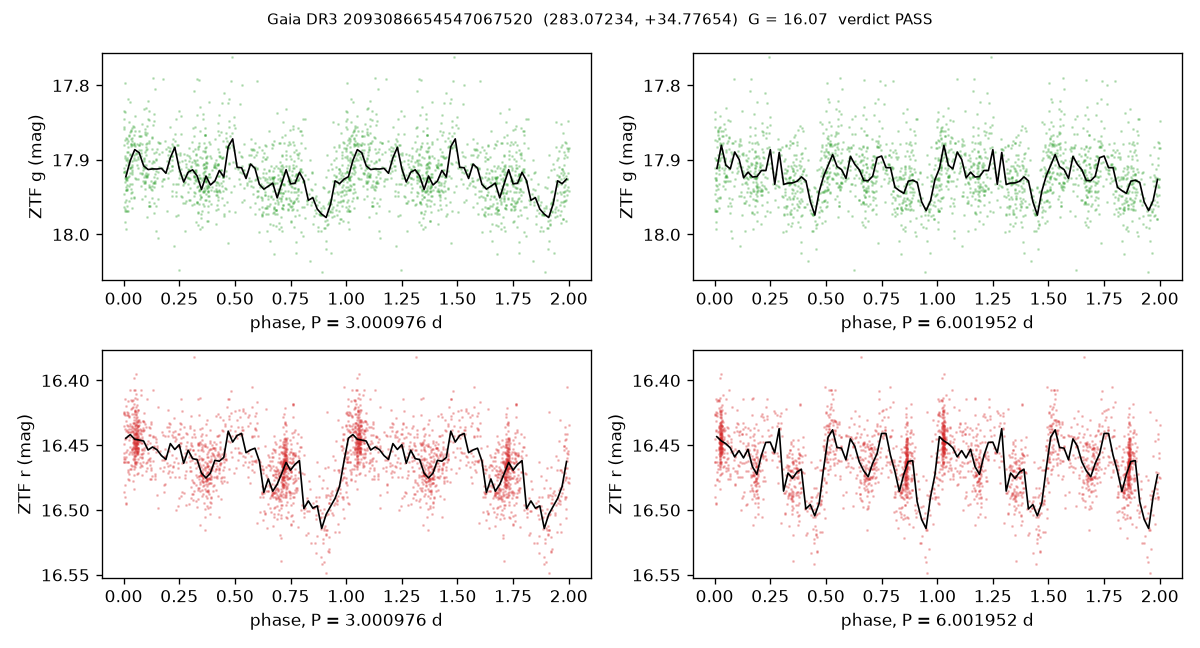 Gaia DR3 2093086654547067520  (283.07234, +34.77654)  G = 16.07  verdict PASS
ZTF g (mag)
17.8
17.9
18.0
0.00 0.25 0.50 0.75 1.00 1.25 1.50 1.75 2.00
phase, P = 3.000976 d
ZTF g (mag)
17.8
17.9
18.0
0.00 0.25 0.50 0.75 1.00 1.25 1.50 1.75 2.00
phase, P = 6.001952 d
ZTF r (mag)
16.40
16.45
16.50
16.55
0.00 0.25 0.50 0.75 1.00 1.25 1.50 1.75 2.00
phase, P = 3.000976 d
ZTF r (mag)
16.40
16.45
16.50
16.55
0.00 0.25 0.50 0.75 1.00 1.25 1.50 1.75 2.00
phase, P = 6.001952 d